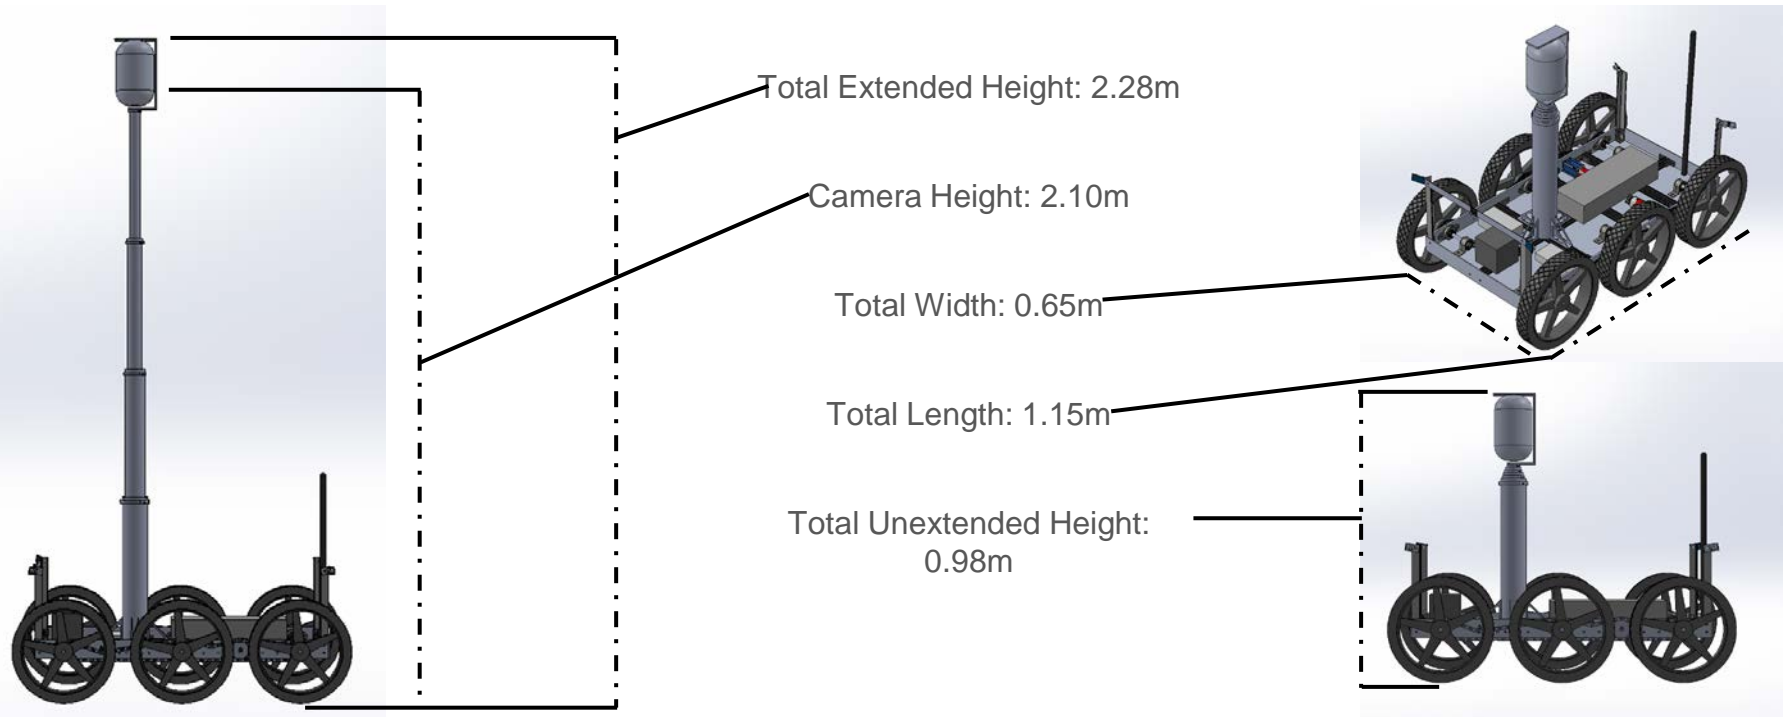 Total Extended Height: 2.28m
Camera Height: 2.10m
Total Width: 0.65m
Total Length: 1.15m
Total Unextended Height:
0.98m